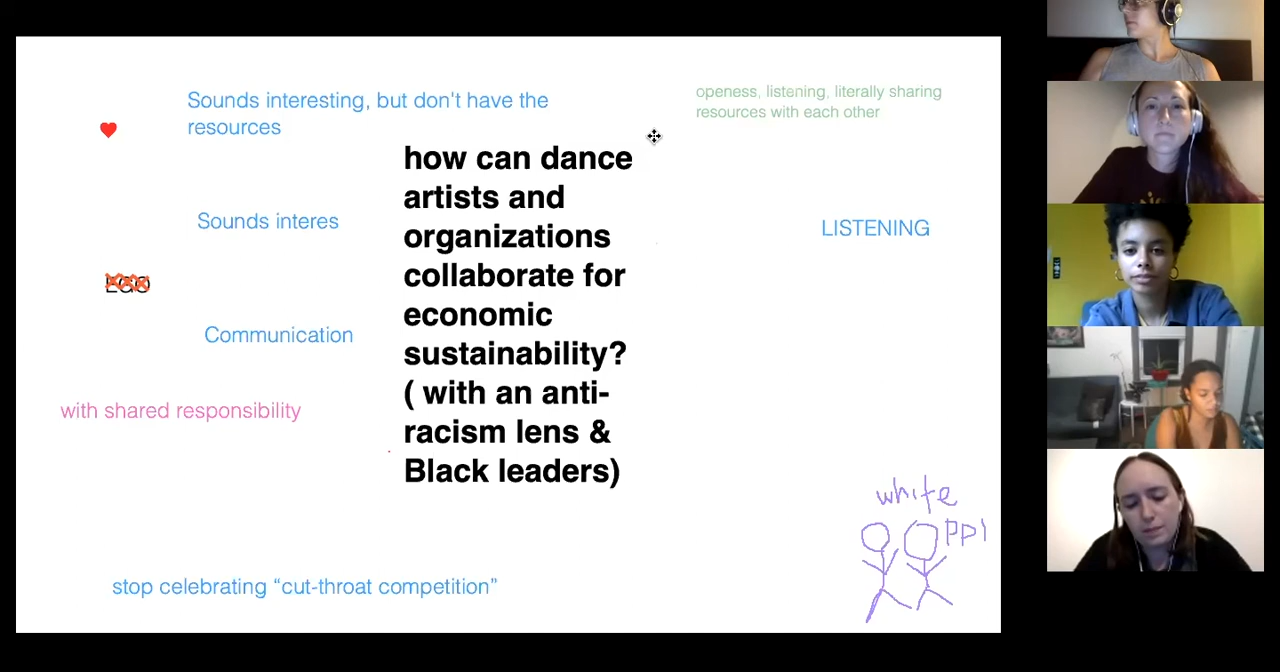 Sounds interesting, but don't have the
resources
openess, listening, literally sharing
resources with each other
how can dance
artists and
organizations
collaborate for
economic
sustainability?
( with an anti-
racism lens &
Black leaders)
Sounds interes
LISTENING
EGO
Communication
with shared responsibility
white
ppl
stop celebrating “cut-throat competition”